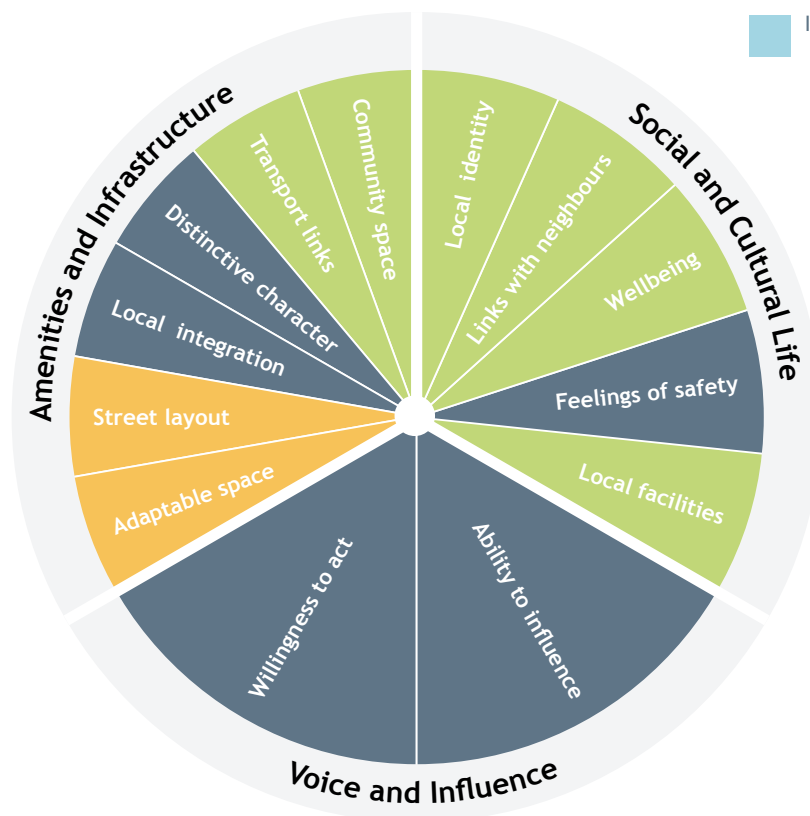 Amenities and Infrastructure
Community space
Transport links
Distinctive character
Local integration
Street layout
Adaptable space
Social and Cultural Life
Local identity
Links with neighbours
Wellbeing
Feelings of safety
Local facilities
Voice and Influence
Willingness to act
Ability to influence